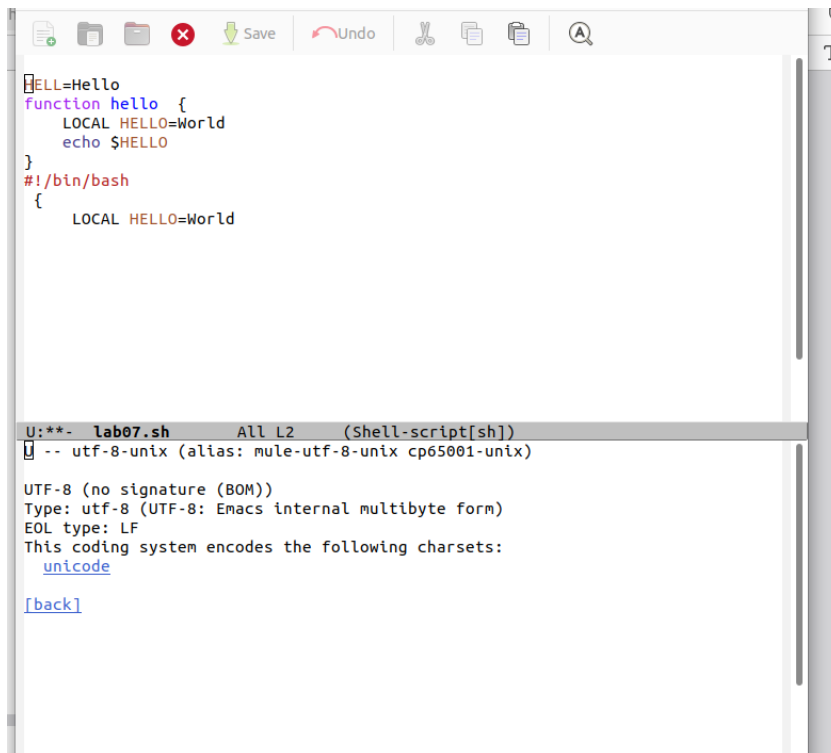 Save Undo
HELL=Hello
function hello  {
    LOCAL HELLO=World
    echo $HELLO
}
#!/bin/bash
 {
     LOCAL HELLO=World
U:**-  lab07.sh       All L2     (Shell-script[sh])
U -- utf-8-unix (alias: mule-utf-8-unix cp65001-unix)
UTF-8 (no signature (BOM))
Type: utf-8 (UTF-8: Emacs internal multibyte form)
EOL type: LF
This coding system encodes the following charsets:
  unicode
[back]